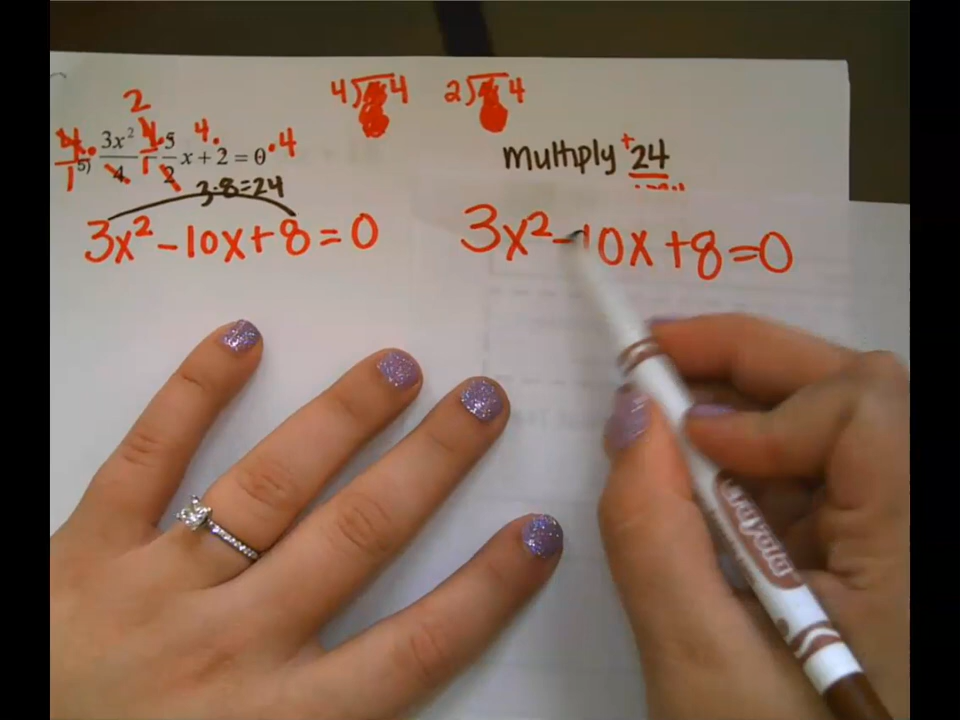 2
4√ 4 2√ 4
4/1 · 3x²/4 4/1 · 5/2 x 4 · + 2 = 0 · 4
5)
multiply +24
3·8=24
3x² - 10x + 8 = 0 3x² - 10x + 8 = 0
Crayola